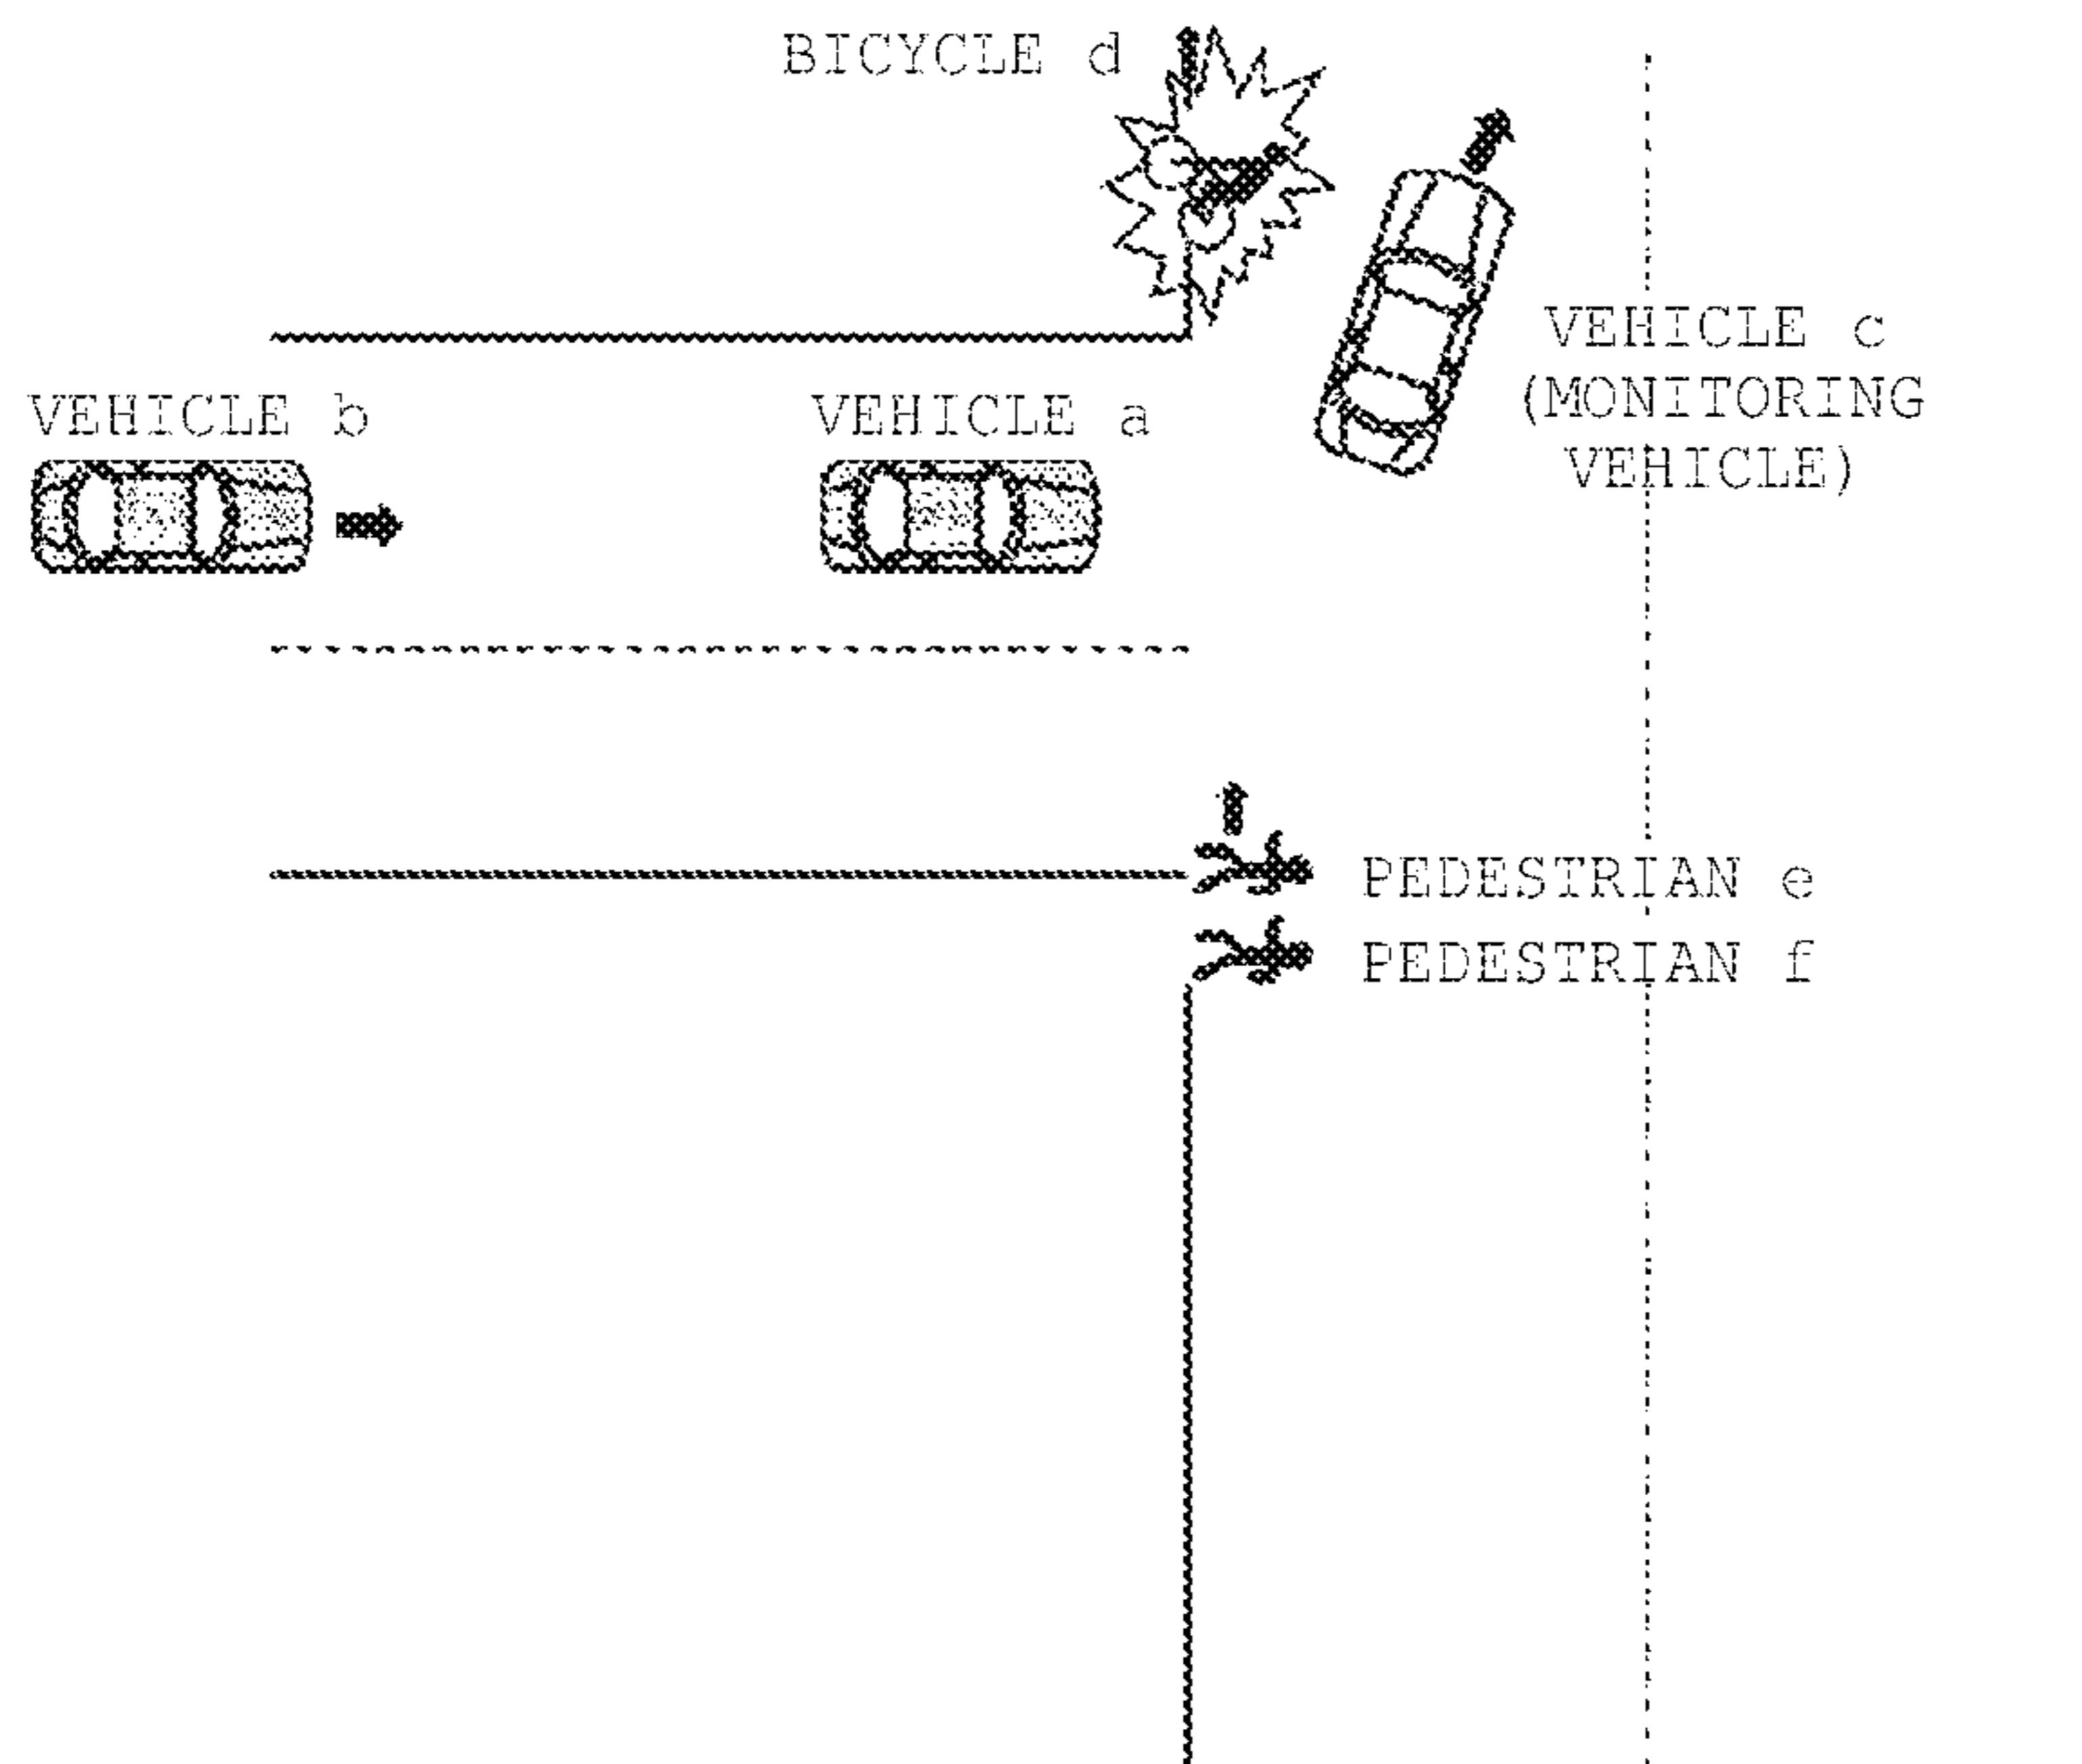 BICYCLE d
VEHICLE c
(MONITORING
VEHICLE)
VEHICLE b
VEHICLE a
PEDESTRIAN e
PEDESTRIAN f